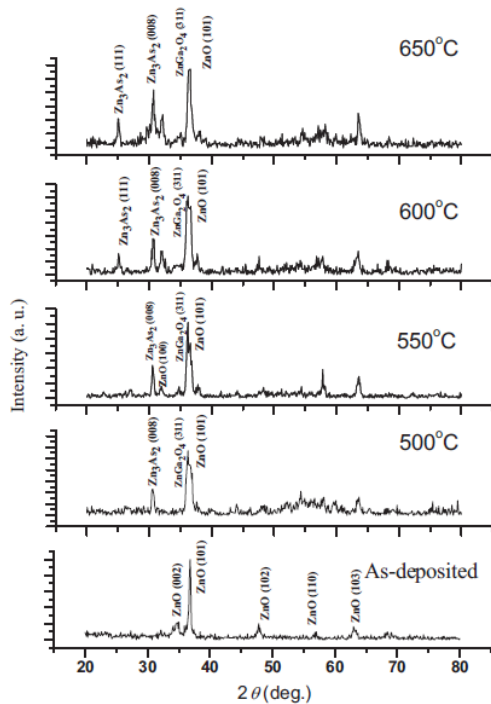 650°C
Zn3As2 (111)
Zn3As2 (008)
ZnGa2O4 (311)
ZnO (101)
600°C
Zn3As2 (111)
Zn3As2 (008)
ZnGa2O4 (311)
ZnO (101)
550°C
Zn3As2 (008)
ZnO (100)
ZnGa2O4 (311)
ZnO (101)
500°C
Zn3As2 (008)
ZnGa2O4 (311)
ZnO (101)
As-deposited
ZnO (002)
ZnO (101)
ZnO (102)
ZnO (110)
ZnO (103)
Intensity (a. u.)
20 30 40 50 60 70 80
2 θ (deg.)